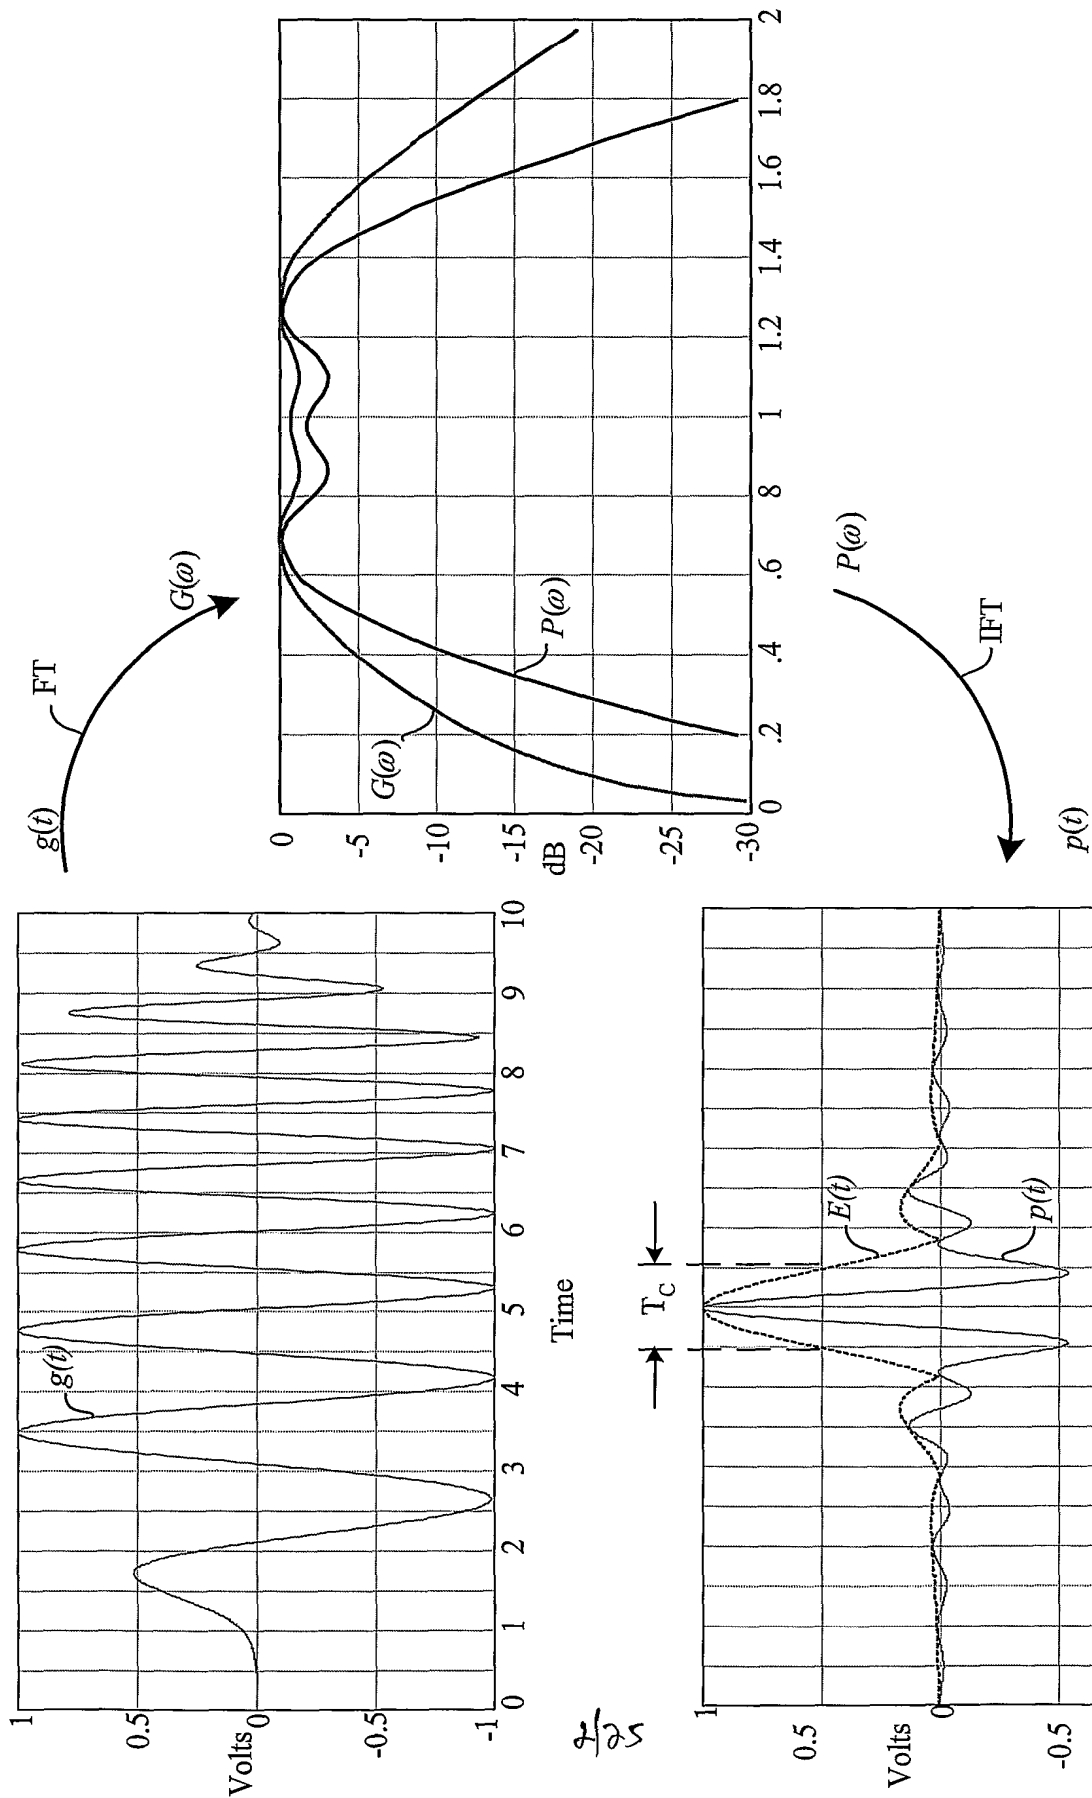 1
0.5
0
-0.5
-1
Volts
0 1 2 3 4 5 6 7 8 9 10
Time
g(t)
g(t)
FT
G(ω)
0
-5
-10
-15
-20
-25
-30
dB
0 .2 .4 .6 .8 1 1.2 1.4 1.6 1.8 2
G(ω)
P(ω)
P(ω)
IFT
p(t)
2/25
1
0.5
0
-0.5
Volts
T_C
E(t)
p(t)